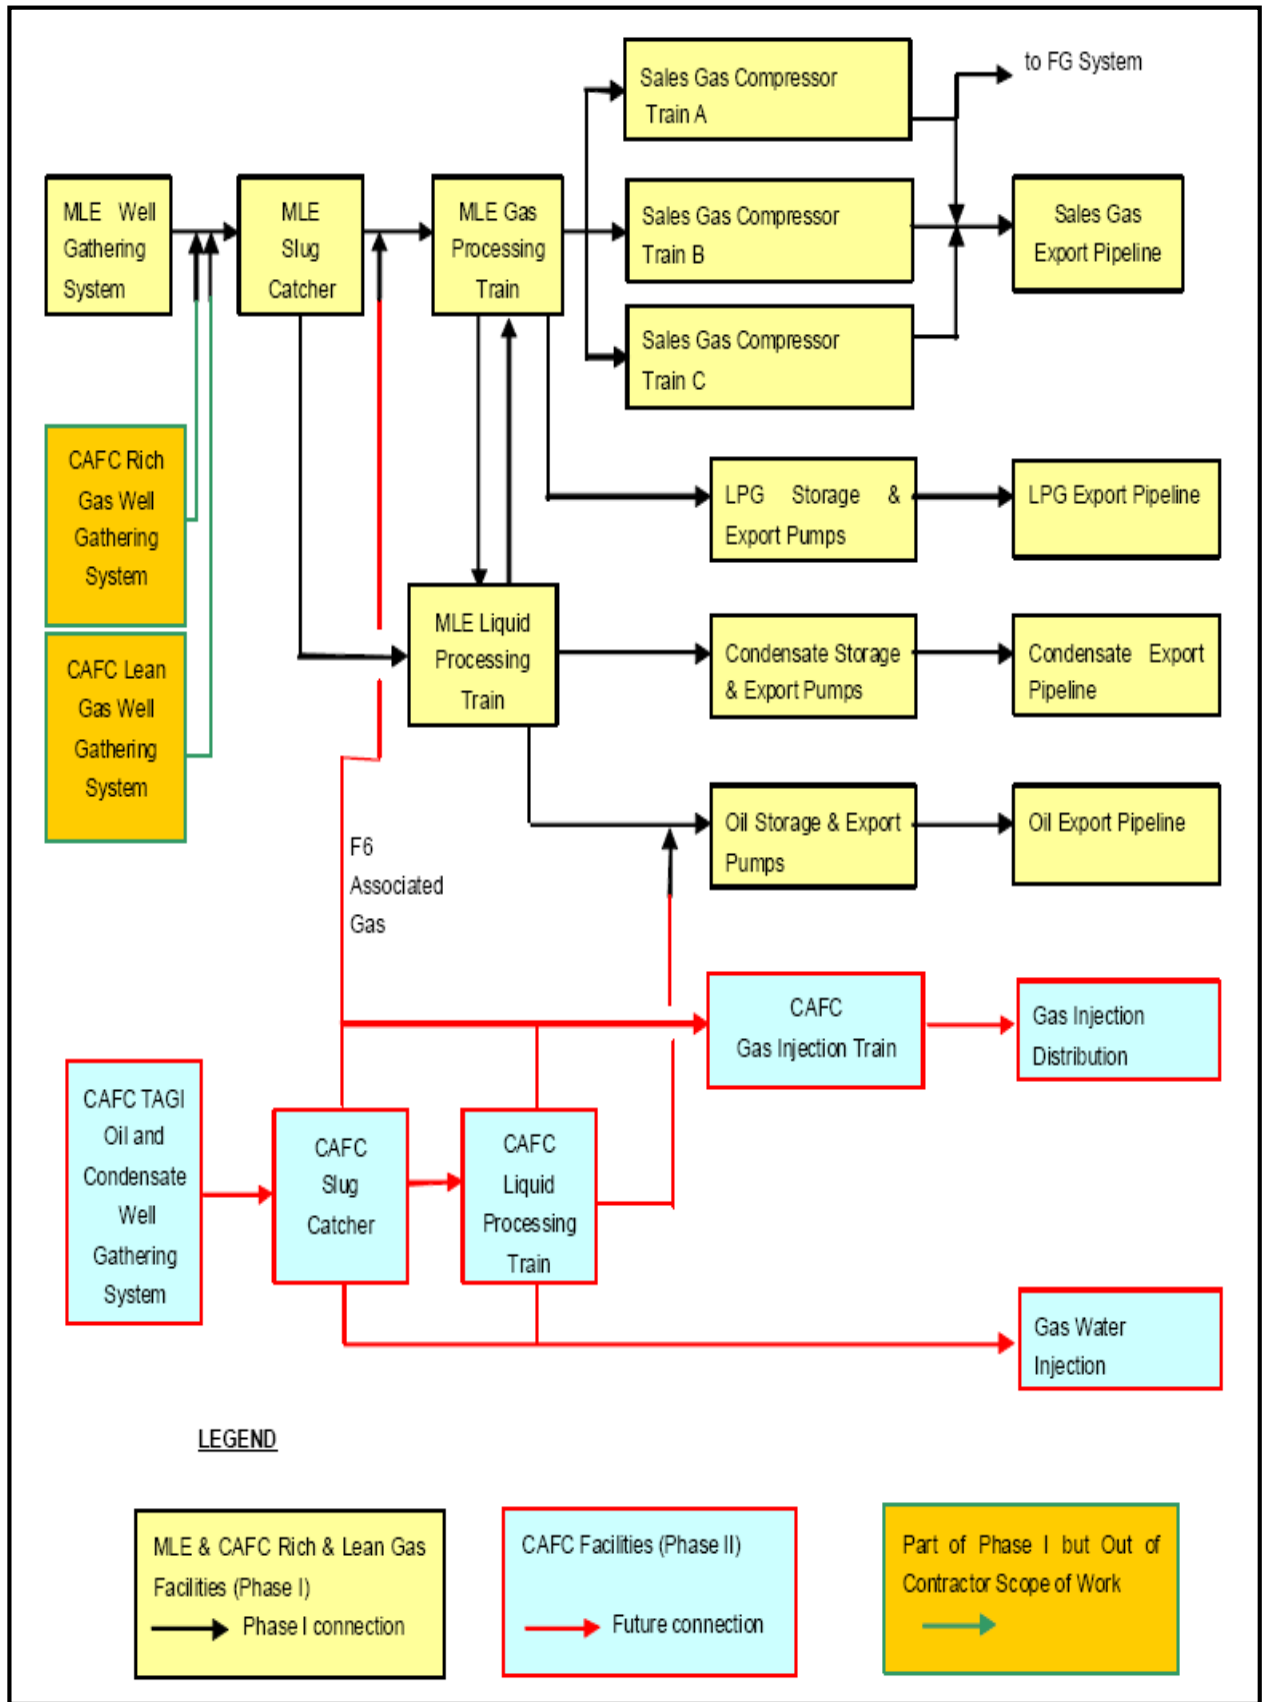 Sales Gas Compressor
Train A
to FG System
MLE Well
Gathering
System
MLE
Slug
Catcher
MLE Gas
Processing
Train
Sales Gas Compressor
Train B
Sales Gas
Export Pipeline
Sales Gas Compressor
Train C
CAFC Rich
Gas Well
Gathering
System
LPG Storage &
Export Pumps
LPG Export Pipeline
CAFC Lean
Gas Well
Gathering
System
MLE Liquid
Processing
Train
Condensate Storage
& Export Pumps
Condensate Export
Pipeline
Oil Storage & Export
Pumps
Oil Export Pipeline
F6
Associated
Gas
CAFC
Gas Injection Train
Gas Injection
Distribution
CAFC TAGI
Oil and
Condensate
Well
Gathering
System
CAFC
Slug
Catcher
CAFC
Liquid
Processing
Train
Gas Water
Injection
LEGEND
MLE & CAFC Rich & Lean Gas
Facilities (Phase I)
Phase I connection
CAFC Facilities (Phase II)
Future connection
Part of Phase I but Out of
Contractor Scope of Work